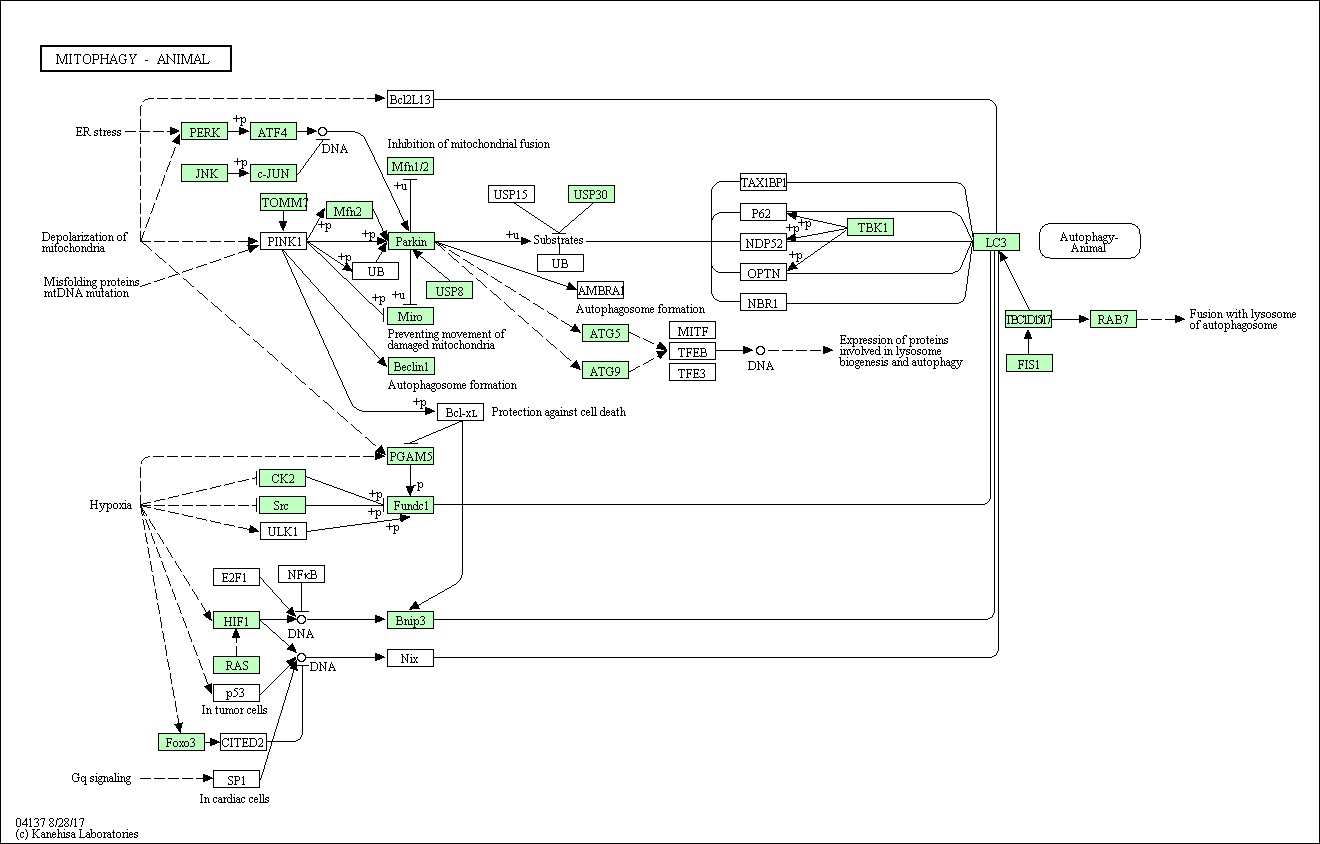 MITOPHAGY - ANIMAL
Bcl2L13
ER stress
PERK
+p
ATF4
DNA
Inhibition of mitochondrial fusion
JNK
+p
c-JUN
Mfn1/2
+u
TOMM7
Mfn2
USP15
USP30
TAX1BP1
P62
+p
+p
TBK1
Depolarization of
mitochondria
PINK1
+p
+p
Parkin
+u
Substrates
NDP52
LC3
Autophagy-
Animal
+p
UB
UB
+p
OPTN
Misfolding proteins
mtDNA mutation
USP8
AMBRA1
+p
+u
NBR1
Miro
Autophagosome formation
Preventing movement of
damaged mitochondria
ATG5
MITF
TFEB
TFE3
DNA
Expression of proteins
involved in lysosome
biogenesis and autophagy
RAB7
Fusion with lysosome
of autophagosome
FIS1
Beclin1
ATG9
Autophagosome formation
+p
Bcl-xL
Protection against cell death
PGAM5
CK2
-p
+p
Hypoxia
Src
+p
Fundc1
ULK1
+p
E2F1
NFκB
HIF1
DNA
Bnip3
RAS
DNA
Nix
p53
In tumor cells
Foxo3
CITED2
Gq signaling
SP1
In cardiac cells
04137 8/28/17
(c) Kanehisa Laboratories